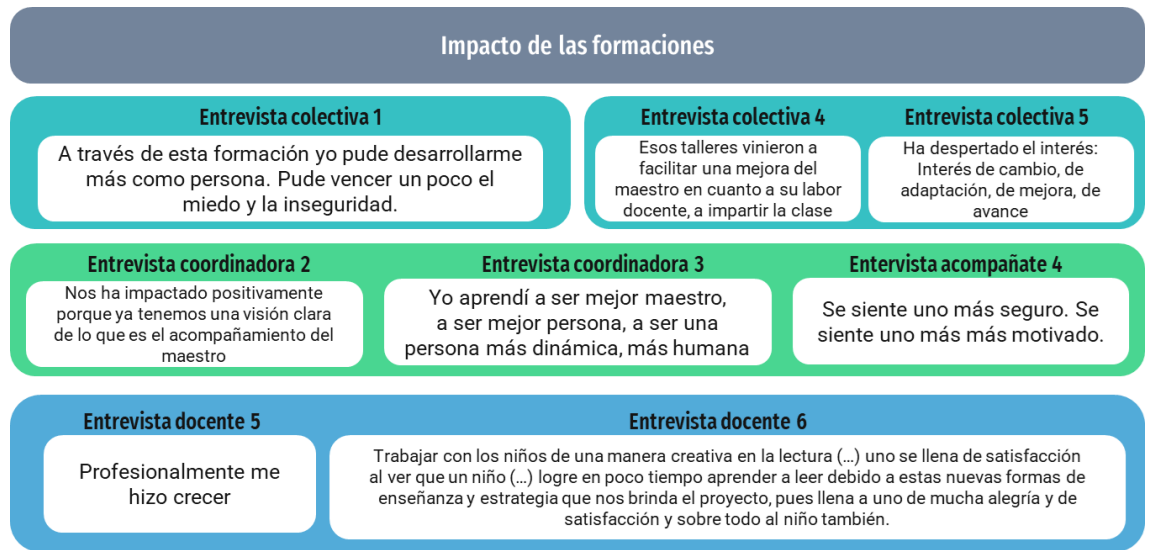 Impacto de las formaciones
Entrevista colectiva 1
A través de esta formación yo pude desarrollarme
más como persona. Pude vencer un poco el
miedo y la inseguridad.
Entrevista colectiva 4
Esos talleres vinieron a
facilitar una mejora del
maestro en cuanto a su labor
docente, a impartir la clase
Entrevista colectiva 5
Ha despertado el interés:
Interés de cambio, de
adaptación, de mejora, de
avance
Entrevista coordinadora 2
Nos ha impactado positivamente
porque ya tenemos una visión clara
de lo que es el acompañamiento del
maestro
Entrevista coordinadora 3
Yo aprendí a ser mejor maestro,
a ser mejor persona, a ser una
persona más dinámica, más humana
Entervista acompañate 4
Se siente uno más seguro. Se
siente uno más más motivado.
Entrevista docente 5
Profesionalmente me
hizo crecer
Entrevista docente 6
Trabajar con los niños de una manera creativa en la lectura (…) uno se llena de satisfacción
al ver que un niño (…) logre en poco tiempo aprender a leer debido a estas nuevas formas de
enseñanza y estrategia que nos brinda el proyecto, pues llena a uno de mucha alegría y de
satisfacción y sobre todo al niño también.